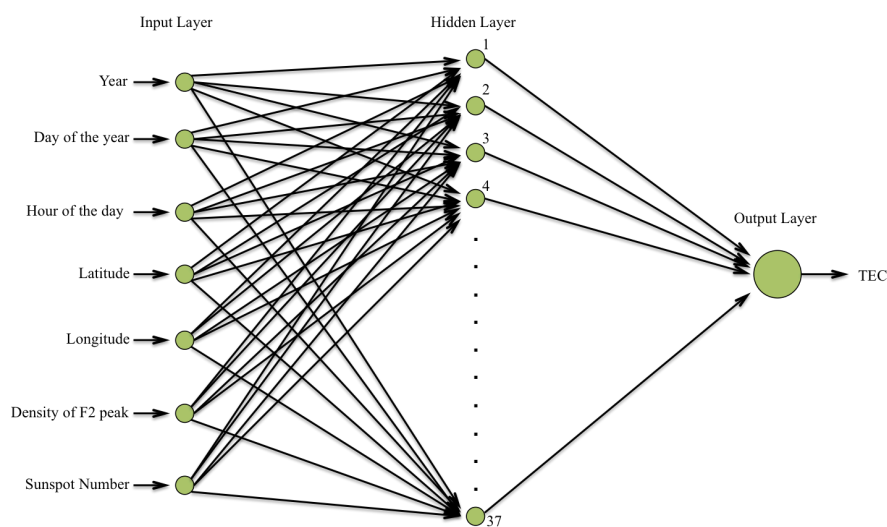 Input Layer
Hidden Layer
1
Year
2
Day of the year
3
4
Hour of the day
Output Layer
Latitude
TEC
Longitude
Density of F2 peak
Sunspot Number
37